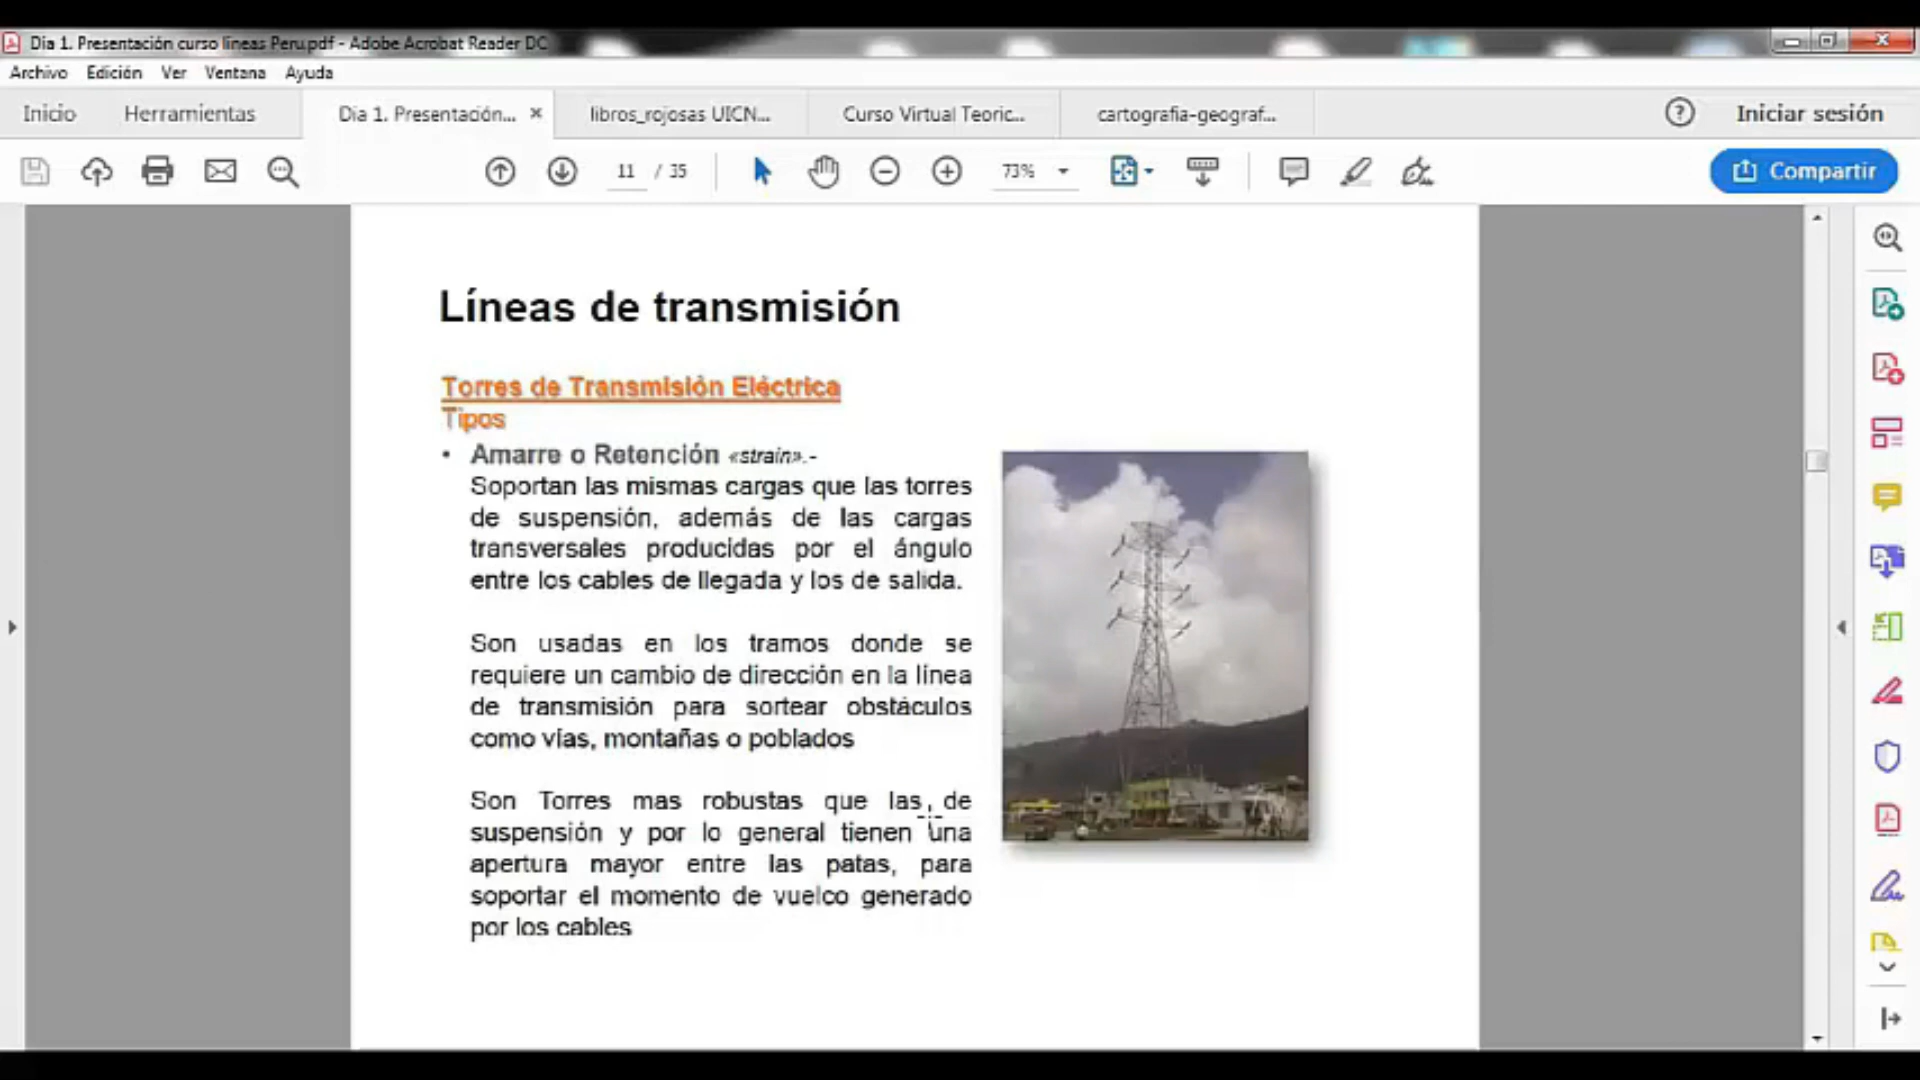 Dia 1. Presentación curso lineas Peru.pdf - Adobe Acrobat Reader DC
Archivo Edición Ver Ventana Ayuda
Inicio Herramientas Dia 1. Presentación... libros_rojosas UICN... Curso Virtual Teoric... cartografia-geograf... Iniciar sesión
11 / 35 73% Compartir
Líneas de transmisión
Torres de Transmisión Eléctrica
Tipos
• Amarre o Retención «strain».-
Soportan las mismas cargas que las torres
de suspensión, además de las cargas
transversales producidas por el ángulo
entre los cables de llegada y los de salida.
Son usadas en los tramos donde se
requiere un cambio de dirección en la línea
de transmisión para sortear obstáculos
como vías, montañas o poblados
Son Torres mas robustas que las de
suspensión y por lo general tienen una
apertura mayor entre las patas, para
soportar el momento de vuelco generado
por los cables